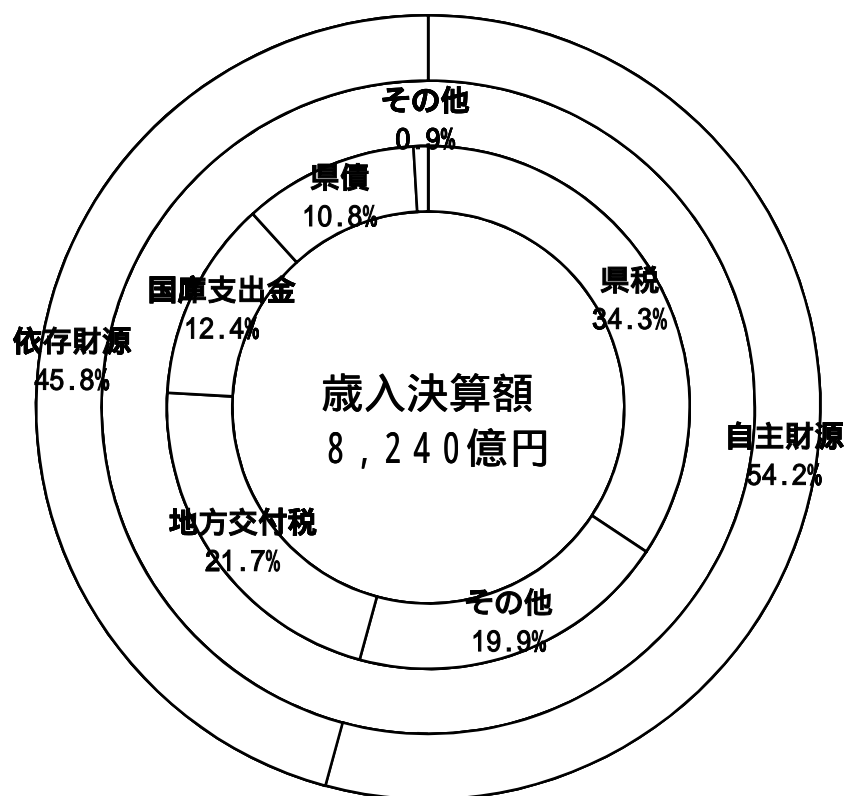 その他
0.9%
県債
10.8%
県税
34.3%
国庫支出金
12.4%
依存財源
45.8%
歳入決算額
8,240億円
自主財源
54.2%
地方交付税
21.7%
その他
19.9%